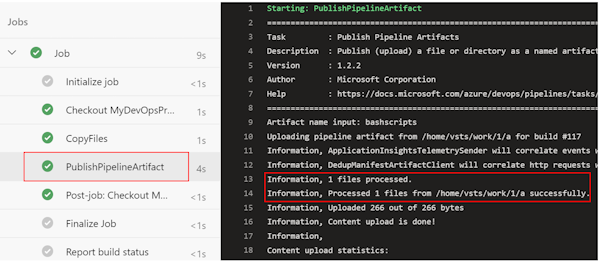 Jobs
Job 9s
Initialize job <1s
Checkout MyDevOpsPr... <1s
CopyFiles 1s
PublishPipelineArtifact 4s
Post-job: Checkout M... <1s
Finalize Job <1s
Report build status <1s
1 Starting: PublishPipelineArtifact
2 ==============================================================================
3 Task : Publish Pipeline Artifacts
4 Description : Publish (upload) a file or directory as a named artifact
5 Version : 1.2.2
6 Author : Microsoft Corporation
7 Help : https://docs.microsoft.com/azure/devops/pipelines/tasks/
8 ==============================================================================
9 Artifact name input: bashscripts
10 Uploading pipeline artifact from /home/vsts/work/1/a for build #117
11 Information, ApplicationInsightsTelemetrySender will correlate events w
12 Information, DedupManifestArtifactClient will correlate http requests w
13 Information, 1 files processed.
14 Information, Processed 1 files from /home/vsts/work/1/a successfully.
15 Information, Uploaded 266 out of 266 bytes
16 Information, Content upload is done!
17 Information,
18 Content upload statistics: